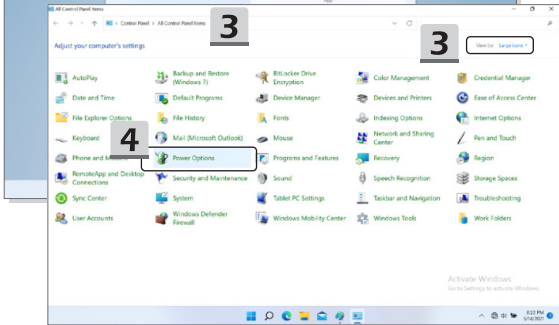 All Control Panel Items
Control Panel > All Control Panel Items
3
3
Adjust your computer's settings
View by: Large icons
AutoPlay
Backup and Restore
(Windows 7)
BitLocker Drive
Encryption
Color Management
Credential Manager
Date and Time
Default Programs
Device Manager
Devices and Printers
Ease of Access Center
File Explorer Options
File History
Fonts
Indexing Options
Internet Options
Keyboard
4
Mail (Microsoft Outlook)
Mouse
Network and Sharing
Center
Pen and Touch
Phone and
Power Options
Programs and Features
Recovery
Region
RemoteApp and Desktop
Connections
Security and Maintenance
Sound
Speech Recognition
Storage Spaces
Sync Center
System
Tablet PC Settings
Taskbar and Navigation
Troubleshooting
User Accounts
Windows Defender
Firewall
Windows Mobility Center
Windows Tools
Work Folders
Activate Windows
Go to Settings to activate Windows.
8:22 PM